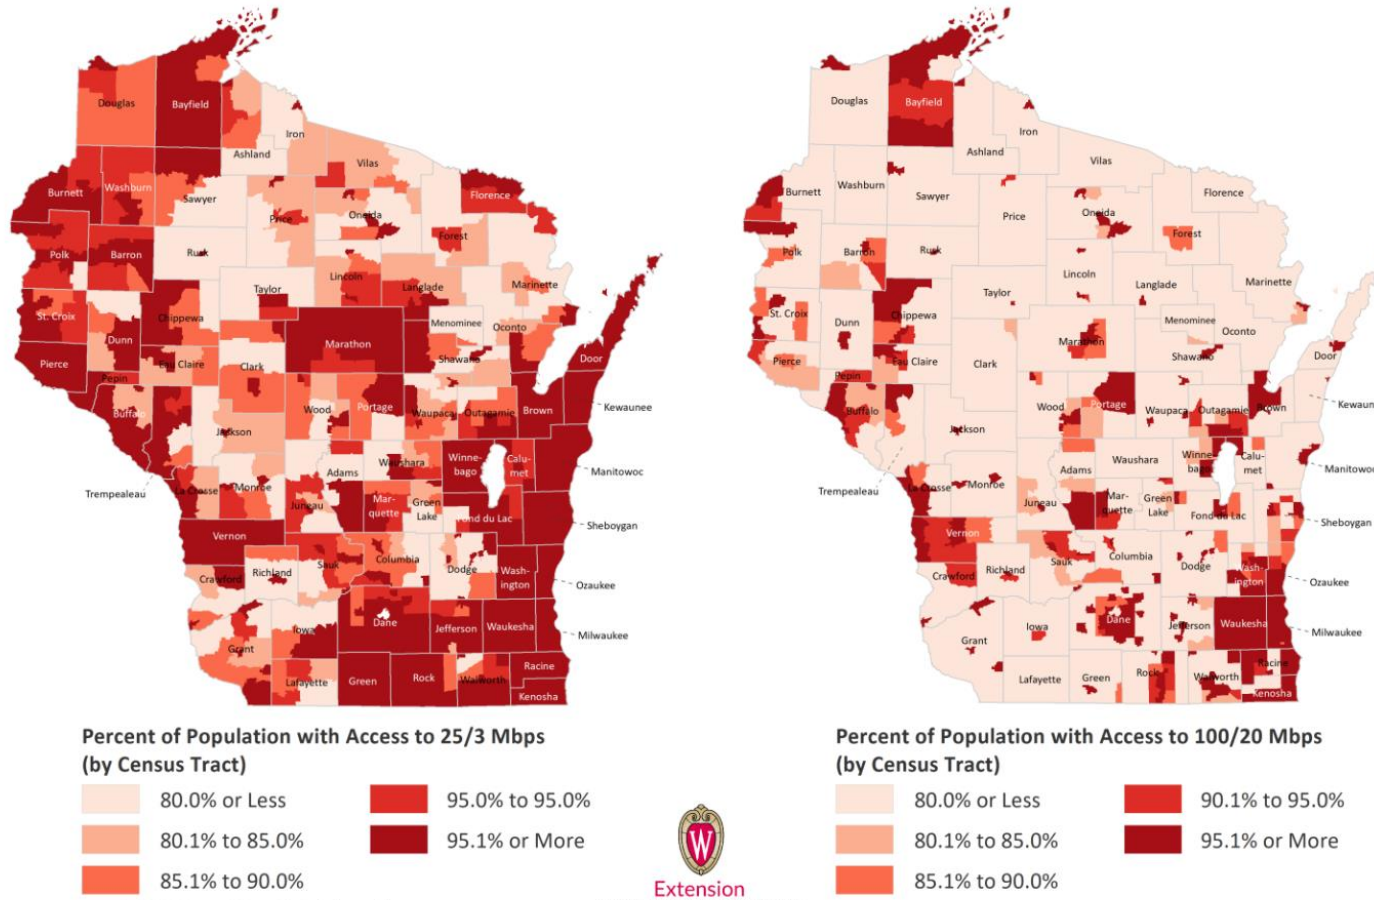 Douglas
Bayfield
Iron
Ashland
Vilas
Burnett
Washburn
Sawyer
Florence
Price
Oneida
Forest
Polk
Barron
Rusk
Lincoln
Langlade
Marinette
Taylor
St. Croix
Chippewa
Menominee
Oconto
Dunn
Marathon
Door
Pierce
Eau Claire
Clark
Shawano
Pepin
Buffalo
Wood
Portage
Waupaca
Outagamie
Brown
Kewaunee
Jackson
Adams
Waushara
Winne-
bago
Calu-
met
Manitowoc
Trempealeau
La Crosse
Monroe
Juneau
Mar-
quette
Green
Lake
Fond du Lac
Sheboygan
Vernon
Columbia
Sauk
Dodge
Wash-
ington
Ozaukee
Crawford
Richland
Iowa
Dane
Jefferson
Waukesha
Milwaukee
Grant
Lafayette
Green
Rock
Walworth
Racine
Kenosha
Percent of Population with Access to 25/3 Mbps
(by Census Tract)
80.0% or Less
80.1% to 85.0%
85.1% to 90.0%
95.0% to 95.0%
95.1% or More
W
Extension
Douglas
Bayfield
Iron
Ashland
Vilas
Burnett
Washburn
Sawyer
Florence
Price
Oneida
Forest
Polk
Barron
Rusk
Lincoln
Langlade
Marinette
Taylor
St. Croix
Chippewa
Menominee
Oconto
Dunn
Marathon
Door
Pierce
Eau Claire
Clark
Shawano
Pepin
Buffalo
Wood
Portage
Waupaca
Outagamie
Brown
Kewaun
Jackson
Adams
Waushara
Winne-
bago
Calu-
met
Manitowoc
Trempealeau
La Crosse
Monroe
Juneau
Mar-
quette
Green
Lake
Fond du Lac
Sheboygan
Vernon
Columbia
Sauk
Dodge
Wash-
ington
Ozaukee
Crawford
Richland
Iowa
Dane
Jefferson
Waukesha
Milwaukee
Grant
Lafayette
Green
Rock
Walworth
Racine
Kenosha
Percent of Population with Access to 100/20 Mbps
(by Census Tract)
80.0% or Less
80.1% to 85.0%
85.1% to 90.0%
90.1% to 95.0%
95.1% or More